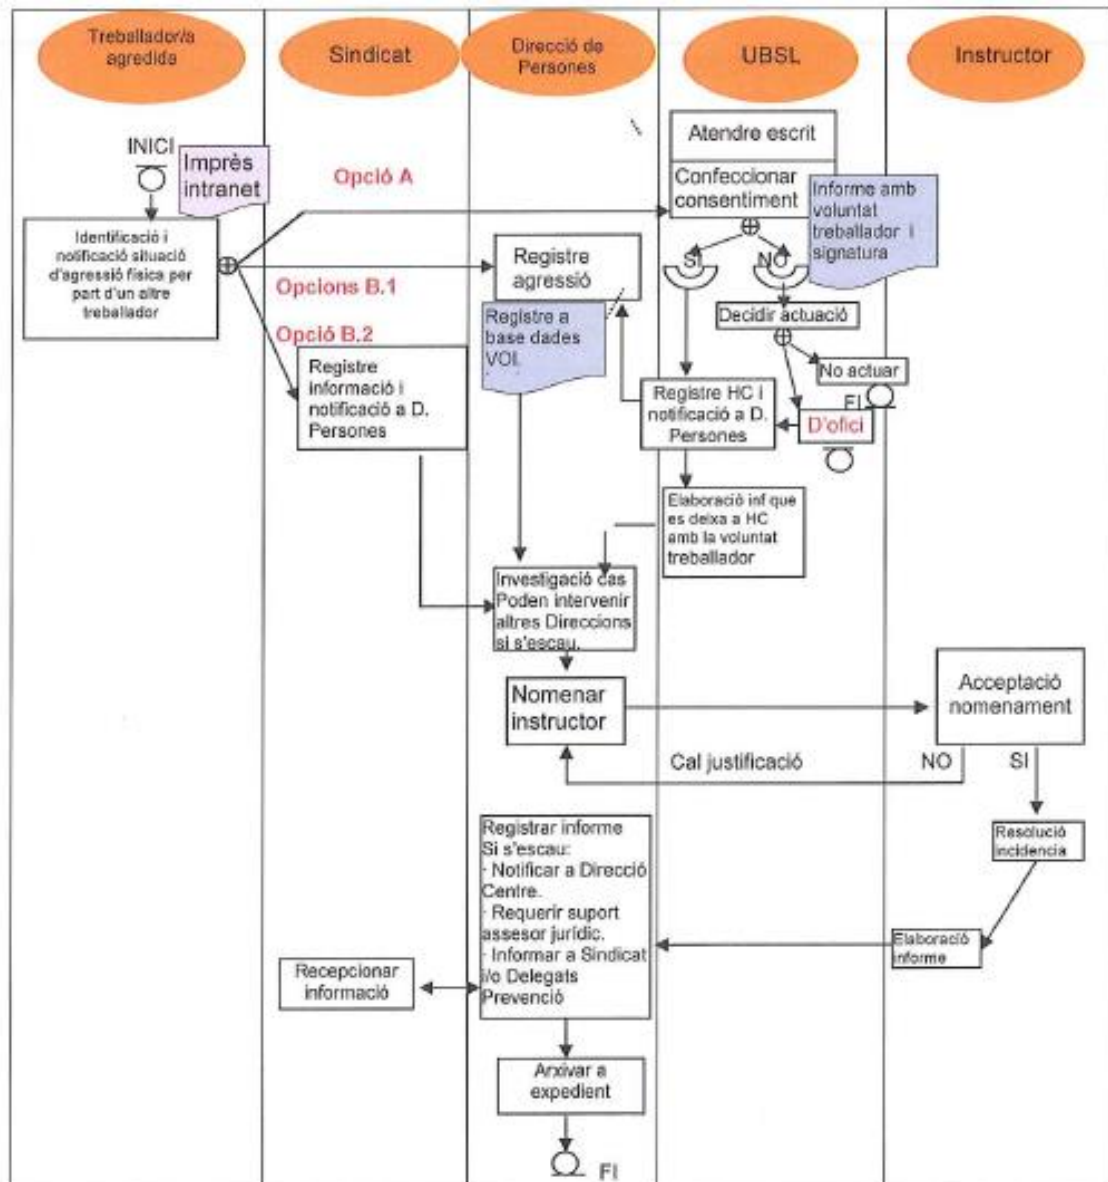 Treballador/a
agredida
Sindicat
Direcció de
Persones
UBSL
Instructor
INICI
Imprès
intranet
Identificació i
notificació situació
d'agressió física per
part d'un altre
treballador
Opció A
Opcions B.1
Opció B.2
Atendre escrit
Confeccionar
consentiment
Informe amb
voluntat
treballador i
signatura
SI
NO
Registre
agressió
Registre a
base dades
VOL
Decidir actuació
No actuar
FI
D'ofici
Registre
informació i
notificació a D.
Persones
Registre HC i
notificació a D.
Persones
Elaboració inf que
es deixa a HC
amb la voluntat
treballador
Investigació cas
Poden intervenir
altres Direccions
si s'escau.
Nomenar
instructor
Acceptació
nomenament
Cal justificació
NO
SI
Resolució
incidencia
Elaboració
informe
Registrar informe
Si s'escau:
- Notificar a Direcció
Centre.
- Requerir suport
assesor jurídic.
- Informar a Sindicat
i/o Delegats
Prevenció
Recepcionar
informació
Arxivar a
expedient
FI